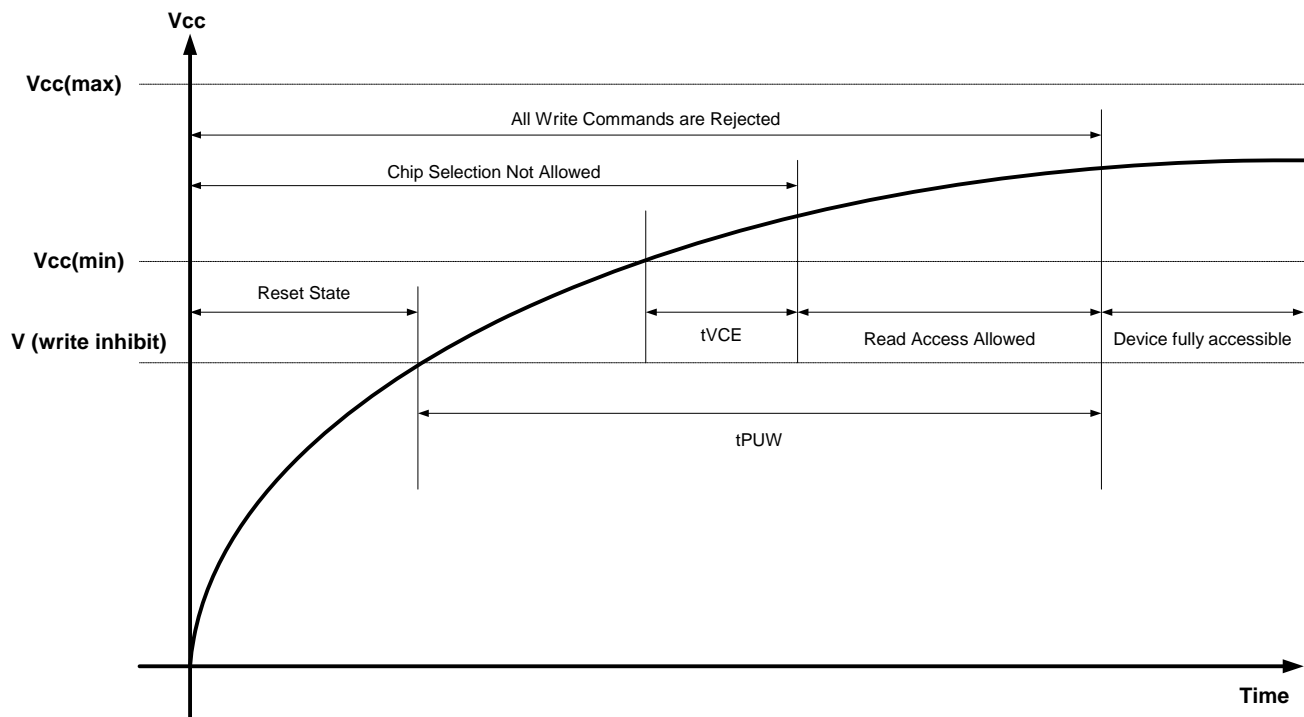 Vcc
Vcc(max)
All Write Commands are Rejected
Chip Selection Not Allowed
Vcc(min)
Reset State
V (write inhibit)
tVCE
Read Access Allowed
Device fully accessible
tPUW
Time